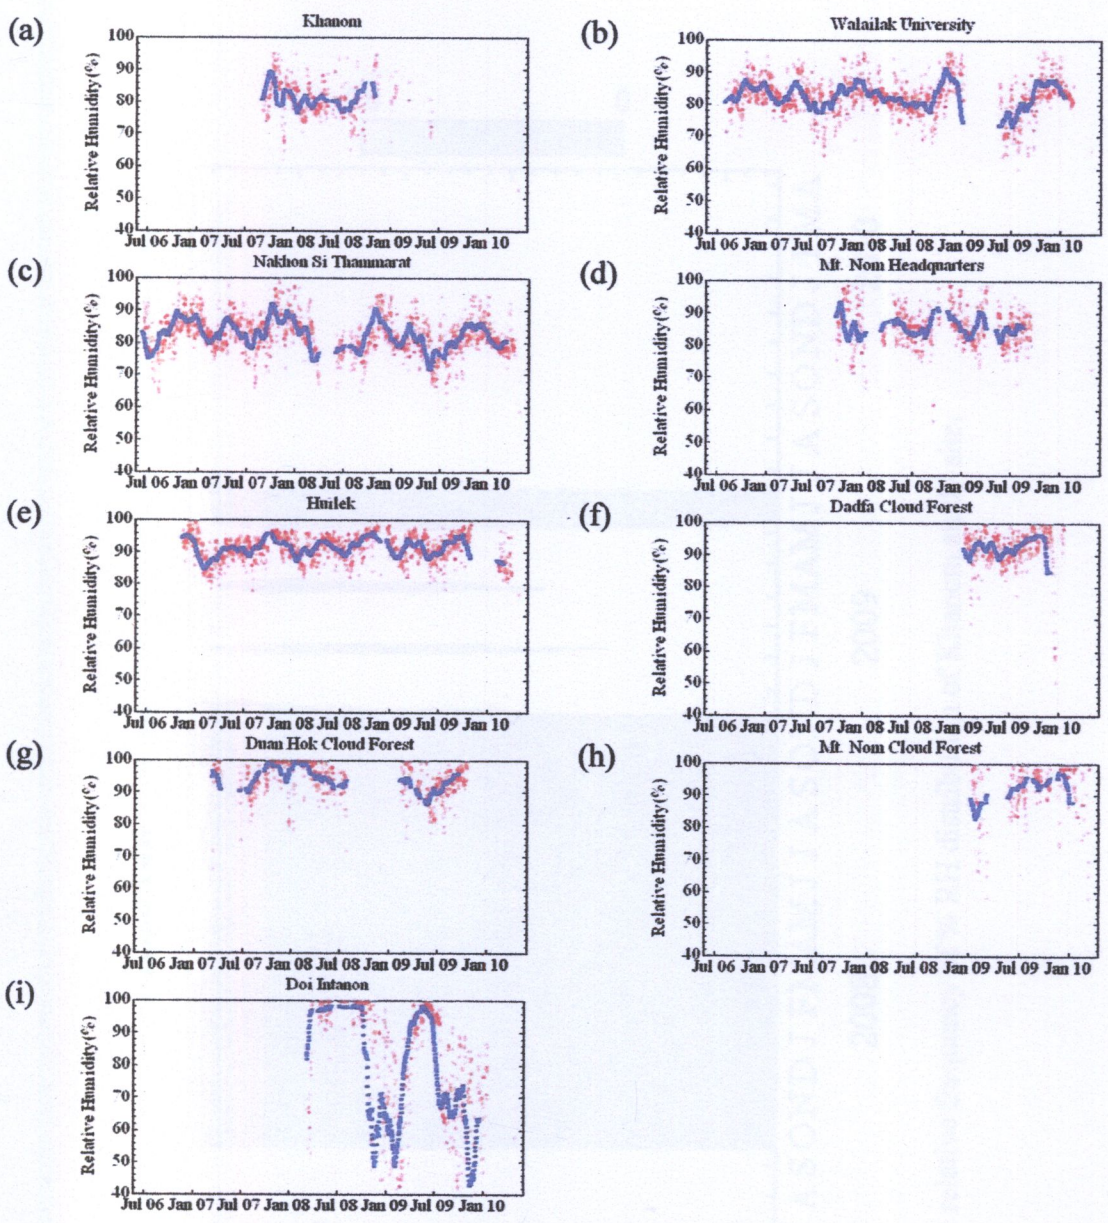 (a)
Khanom
Relative Humidity(%)
100
90
80
70
60
50
40
Jul 06 Jan 07 Jul 07 Jan 08 Jul 08 Jan 09 Jul 09 Jan 10
(b)
Walailak University
Relative Humidity(%)
100
90
80
70
60
50
40
Jul 06 Jan 07 Jul 07 Jan 08 Jul 08 Jan 09 Jul 09 Jan 10
(c)
Nakhon Si Thammarat
Relative Humidity(%)
100
90
80
70
60
50
40
Jul 06 Jan 07 Jul 07 Jan 08 Jul 08 Jan 09 Jul 09 Jan 10
(d)
Mt. Nom Headquarters
Relative Humidity(%)
100
90
80
70
60
50
40
Jul 06 Jan 07 Jul 07 Jan 08 Jul 08 Jan 09 Jul 09 Jan 10
(e)
Huilek
Relative Humidity(%)
100
90
80
70
60
50
40
Jul 06 Jan 07 Jul 07 Jan 08 Jul 08 Jan 09 Jul 09 Jan 10
(f)
Dadfa Cloud Forest
Relative Humidity(%)
100
90
80
70
60
50
40
Jul 06 Jan 07 Jul 07 Jan 08 Jul 08 Jan 09 Jul 09 Jan 10
(g)
Duan Hok Cloud Forest
Relative Humidity(%)
100
90
80
70
60
50
40
Jul 06 Jan 07 Jul 07 Jan 08 Jul 08 Jan 09 Jul 09 Jan 10
(h)
Mt. Nom Cloud Forest
Relative Humidity(%)
100
90
80
70
60
50
40
Jul 06 Jan 07 Jul 07 Jan 08 Jul 08 Jan 09 Jul 09 Jan 10
(i)
Doi Intanon
Relative Humidity(%)
100
90
80
70
60
50
40
Jul 06 Jan 07 Jul 07 Jan 08 Jul 08 Jan 09 Jul 09 Jan 10